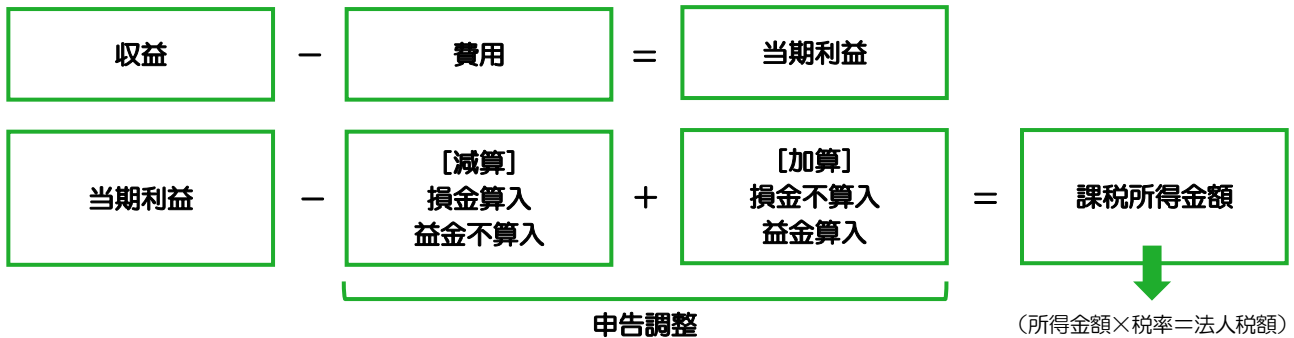 収益 － 費用 ＝ 当期利益
当期利益 － [減算] 損金算入 益金不算入 ＋ [加算] 損金不算入 益金算入 ＝ 課税所得金額
申告調整
（所得金額×税率＝法人税額）